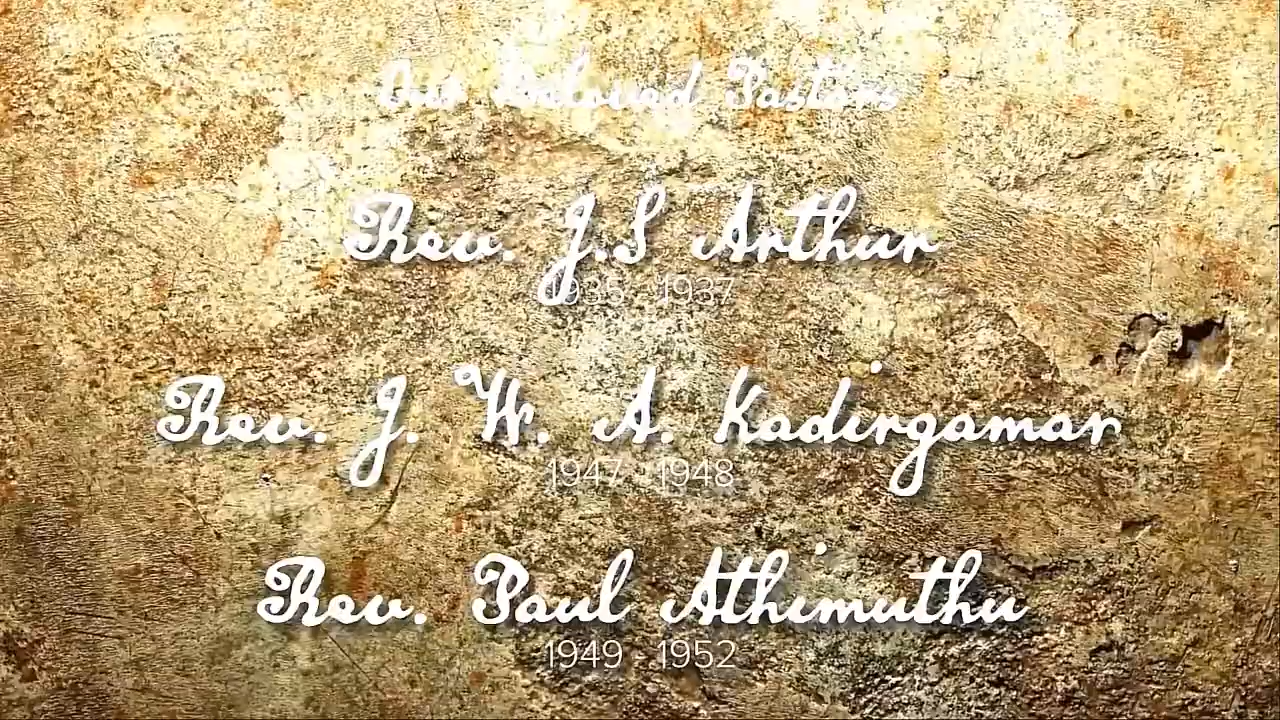 Our Beloved Pastors
Rev. J.S Arthur
1935 - 1937
Rev. J. W. A. Kadirgamar
1947 - 1948
Rev. Paul Athimuthu
1949 - 1952